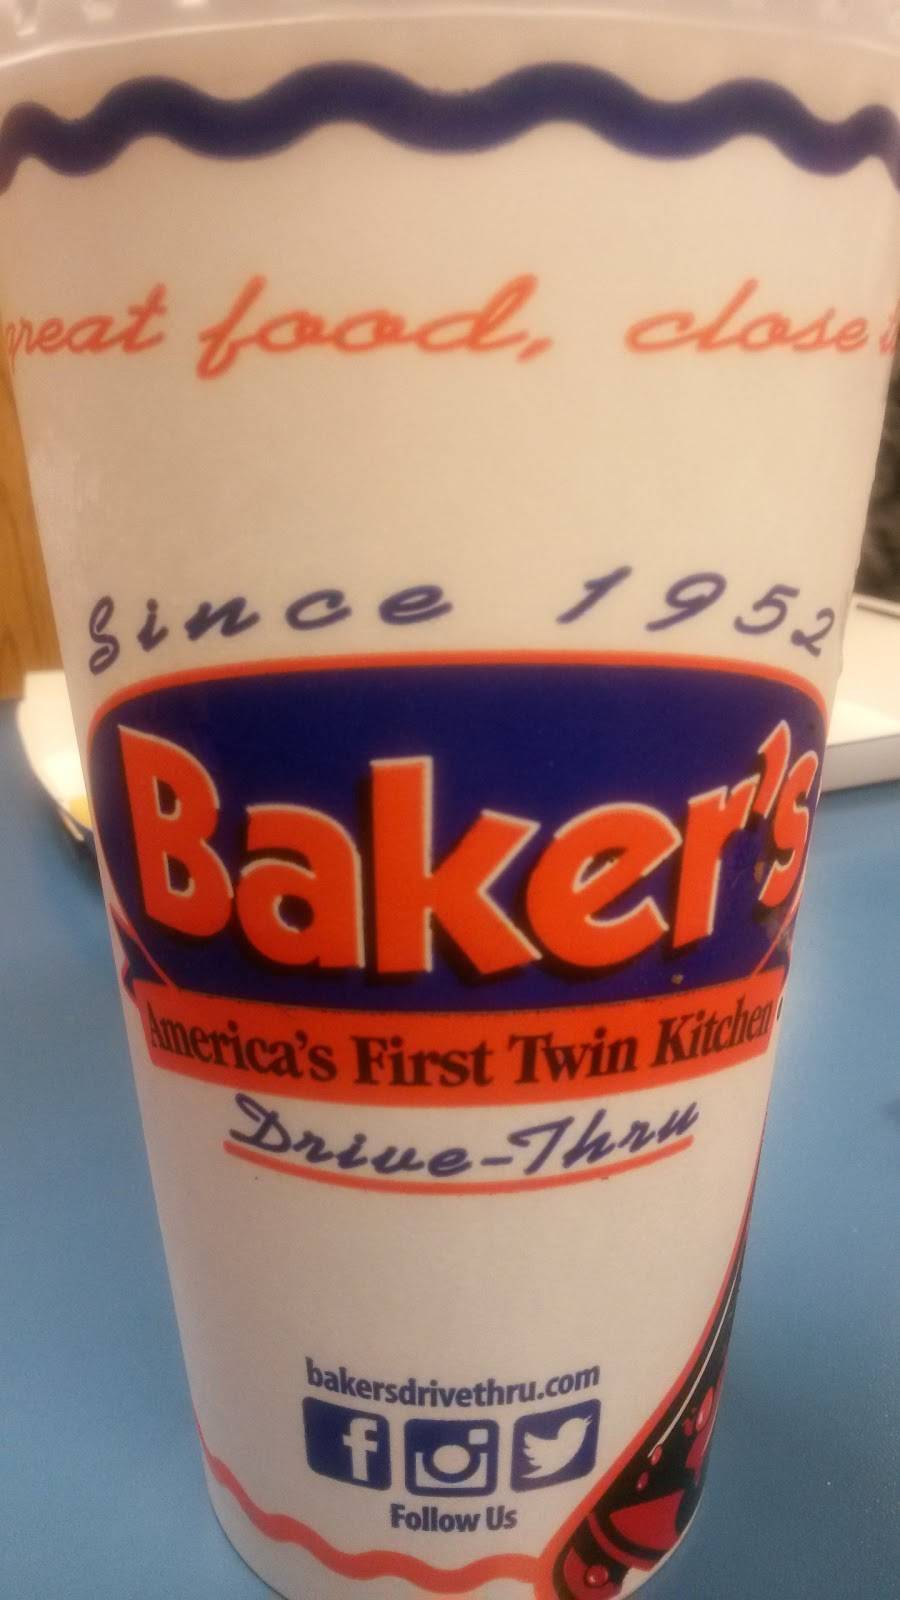 great food, close
Since 1952
Baker's
America's First Twin Kitchen
Drive-Thru
bakersdrivethru.com
Follow Us